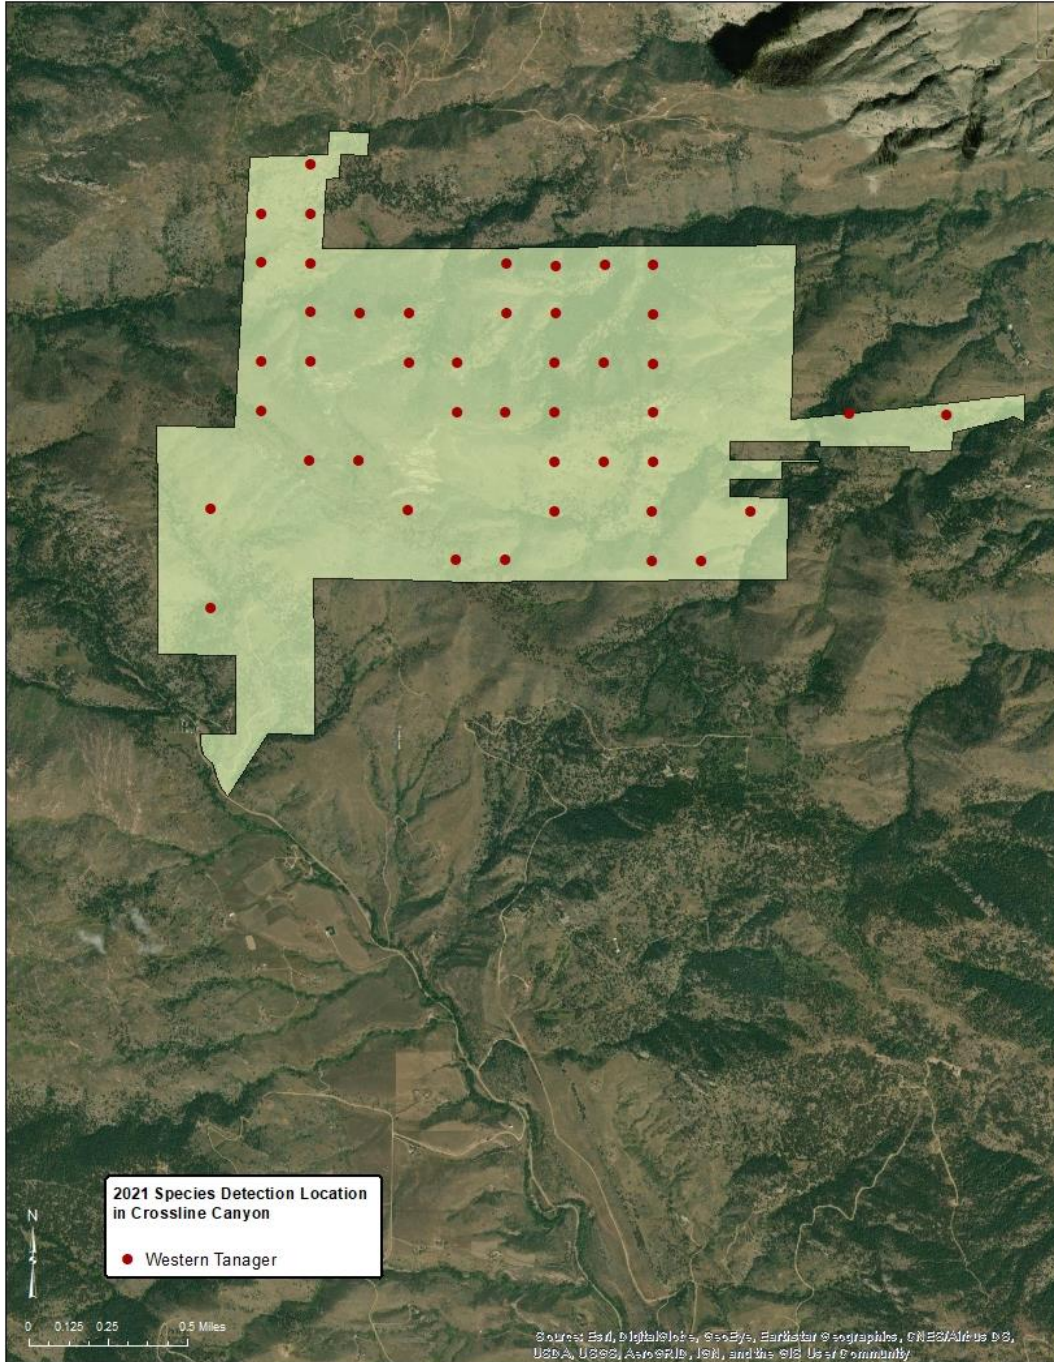 2021 Species Detection Location
in Crossline Canyon
Western Tanager
N
0 0.125 0.25 0.5 Miles
Source: Esri, DigitalGlobe, GeoEye, Earthstar Geographics, CNES/Airbus DS,
USDA, USGS, AeroGRID, IGN, and the GIS User Community